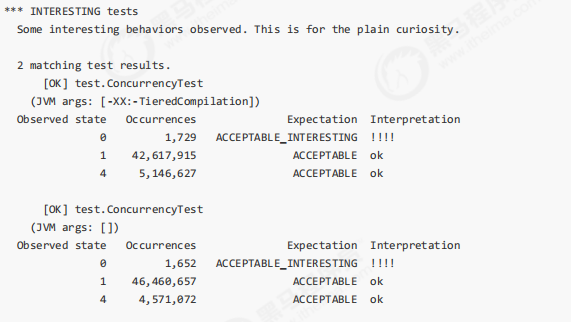 *** INTERESTING tests
Some interesting behaviors observed. This is for the plain curiosity.
2 matching test results.
[OK] test.ConcurrencyTest
(JVM args: [-XX:-TieredCompilation])
Observed state Occurrences Expectation Interpretation
0 1,729 ACCEPTABLE_INTERESTING !!!!
1 42,617,915 ACCEPTABLE ok
4 5,146,627 ACCEPTABLE ok
[OK] test.ConcurrencyTest
(JVM args: [])
Observed state Occurrences Expectation Interpretation
0 1,652 ACCEPTABLE_INTERESTING !!!!
1 46,460,657 ACCEPTABLE ok
4 4,571,072 ACCEPTABLE ok